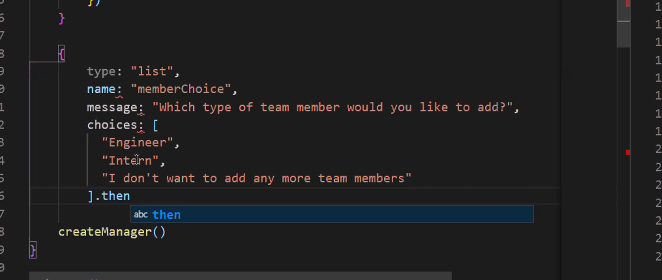 })
}
{
type: "list",
name: "memberChoice",
message: "Which type of team member would you like to add?",
choices: [
"Engineer",
"Intern",
"I don't want to add any more team members"
].then
abc then
createManager()
}